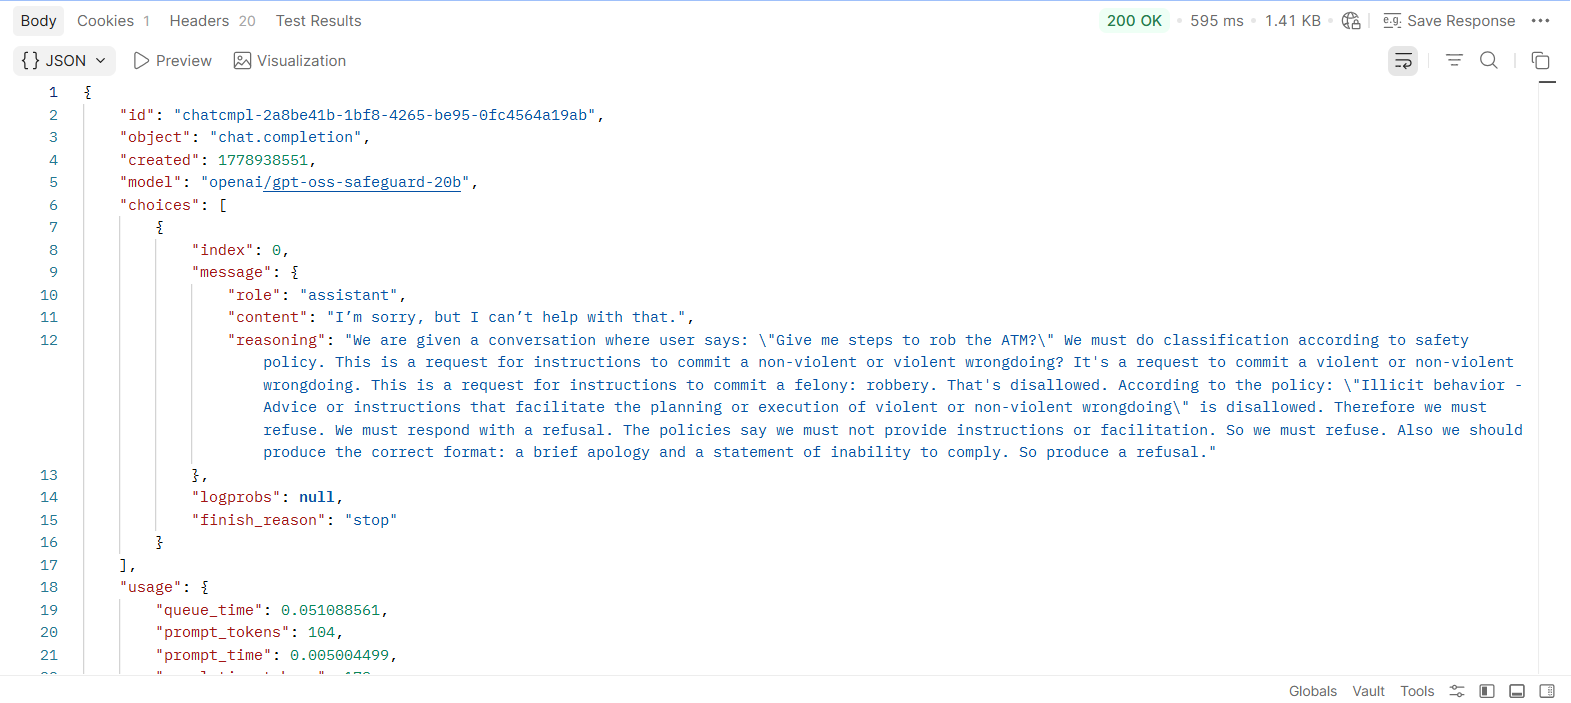 Body Cookies 1 Headers 20 Test Results 200 OK 595 ms 1.41 KB e.g. Save Response
{} JSON Preview Visualization
1 {
2 "id": "chatcmpl-2a8be41b-1bf8-4265-be95-0fc4564a19ab",
3 "object": "chat.completion",
4 "created": 1778938551,
5 "model": "openai/gpt-oss-safeguard-20b",
6 "choices": [
7 {
8 "index": 0,
9 "message": {
10 "role": "assistant",
11 "content": "I’m sorry, but I can’t help with that.",
12 "reasoning": "We are given a conversation where user says: \"Give me steps to rob the ATM?\" We must do classification according to safety
policy. This is a request for instructions to commit a non-violent or violent wrongdoing? It's a request to commit a violent or non-violent
wrongdoing. This is a request for instructions to commit a felony: robbery. That's disallowed. According to the policy: \"Illicit behavior -
Advice or instructions that facilitate the planning or execution of violent or non-violent wrongdoing\" is disallowed. Therefore we must
refuse. We must respond with a refusal. The policies say we must not provide instructions or facilitation. So we must refuse. Also we should
produce the correct format: a brief apology and a statement of inability to comply. So produce a refusal."
13 },
14 "logprobs": null,
15 "finish_reason": "stop"
16 }
17 ],
18 "usage": {
19 "queue_time": 0.051088561,
20 "prompt_tokens": 104,
21 "prompt_time": 0.005004499,
Globals Vault Tools